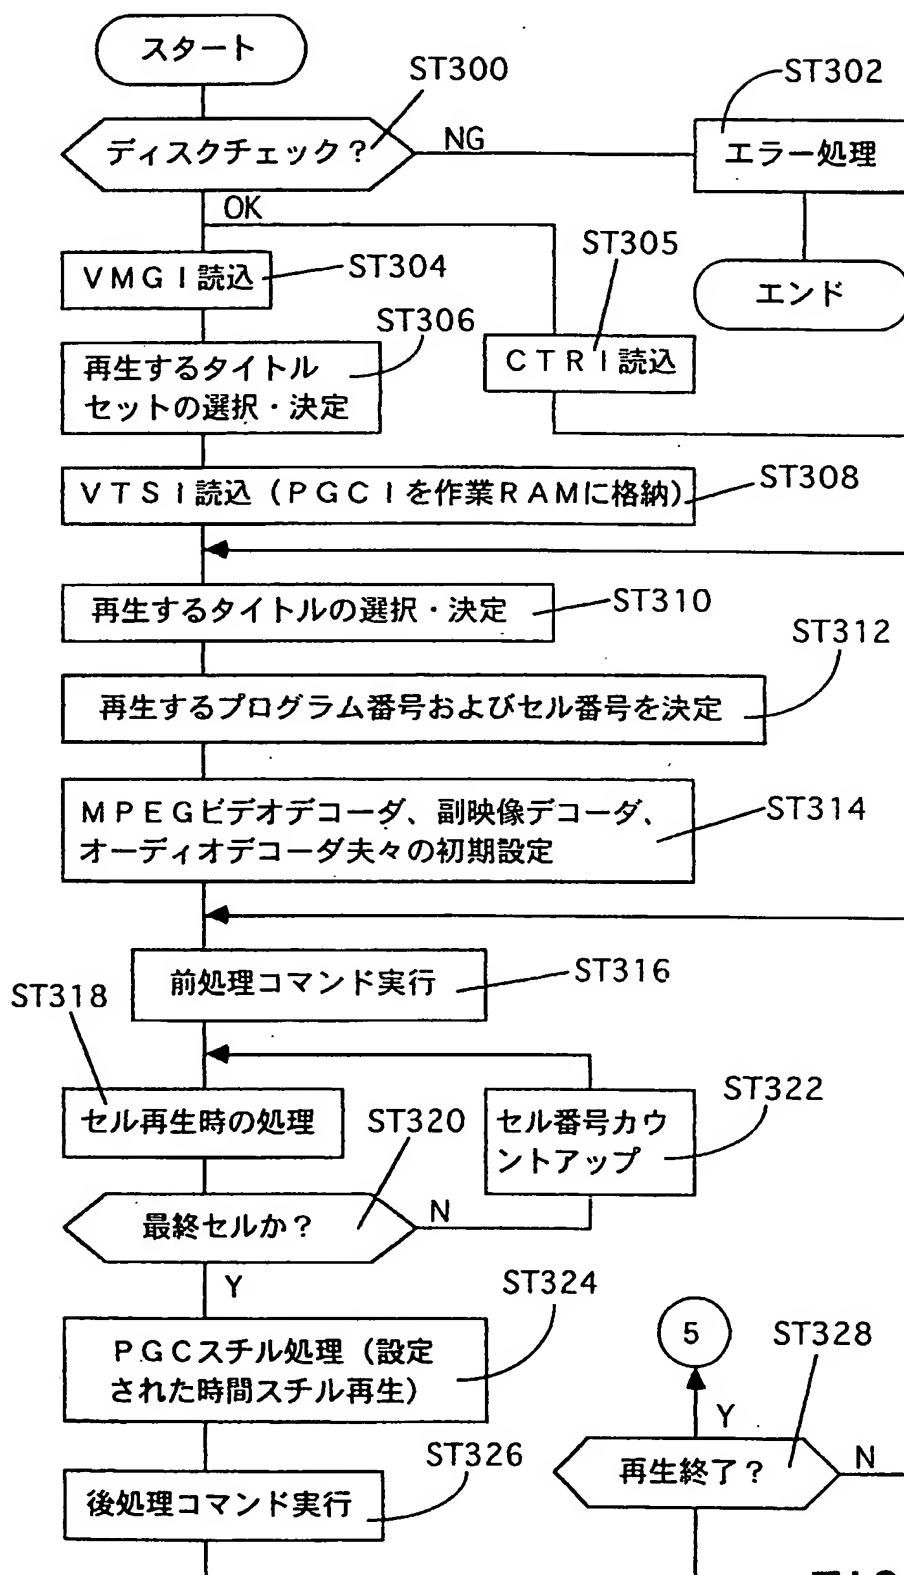 スタート
ST300
ST302
ディスクチェック？
NG
エラー処理
OK
ST305
エンド
VMGI読込
ST304
ST306
CTRI読込
再生するタイトル
セットの選択・決定
VTSI読込（PGCIを作業RAMに格納）
ST308
再生するタイトルの選択・決定
ST310
ST312
再生するプログラム番号およびセル番号を決定
MPEGビデオデコーダ、副映像デコーダ、
オーディオデコーダ夫々の初期設定
ST314
前処理コマンド実行
ST316
ST318
セル再生時の処理
ST320
セル番号カウ
ントアップ
ST322
最終セルか？
N
Y
ST324
PGCスチル処理（設定
された時間スチル再生）
5
ST328
Y
再生終了？
N
ST326
後処理コマンド実行